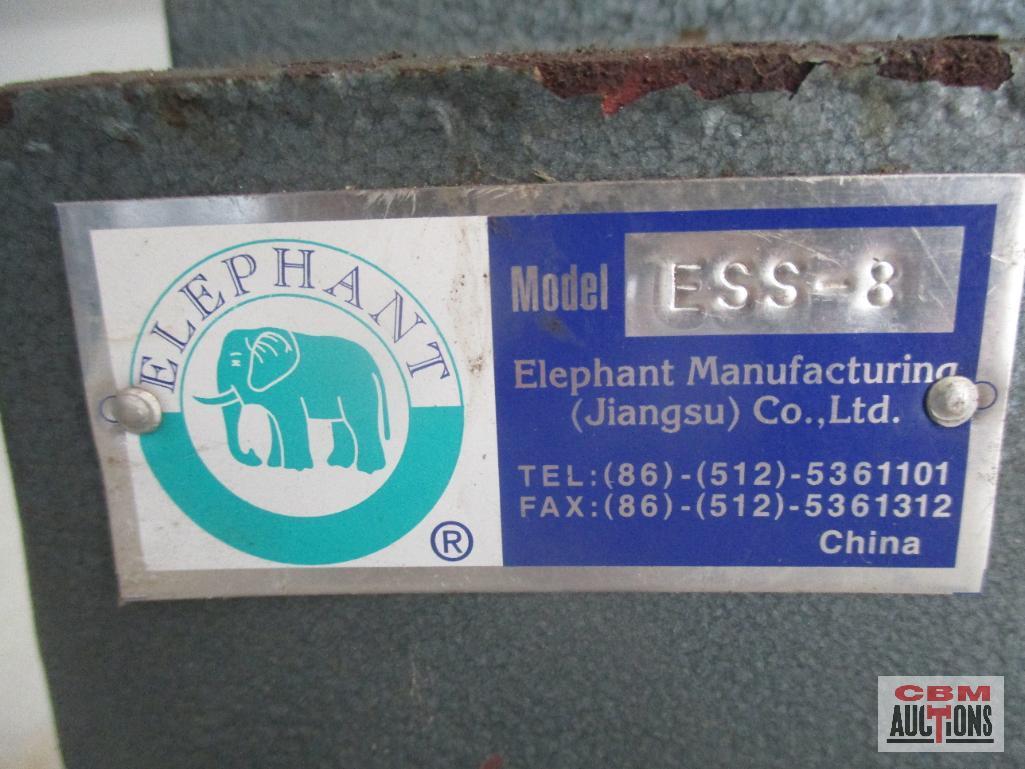 ELEPHANT
®
Model ESS-8
Elephant Manufacturing
(Jiangsu) Co.,Ltd.
TEL:(86)-(512)-5361101
FAX:(86)-(512)-5361312
China
CBM
AUCTIONS